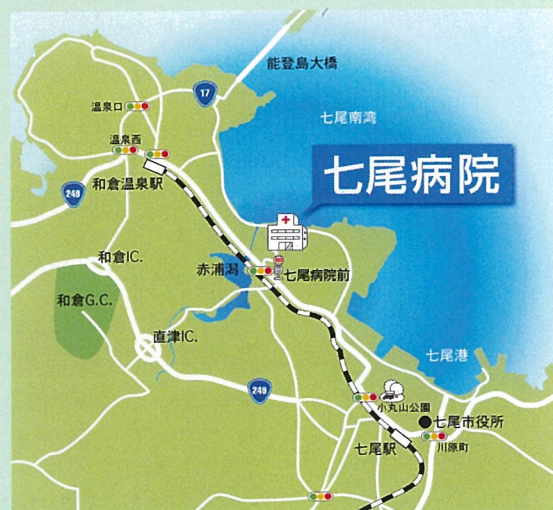 能登島大橋
17
温泉口
七尾南湾
温泉西
七尾病院
和倉温泉駅
249
和倉IC.
赤浦潟
七尾病院前
和倉G.C.
直津IC.
七尾港
249
小丸山公園
七尾市役所
七尾駅
川原町